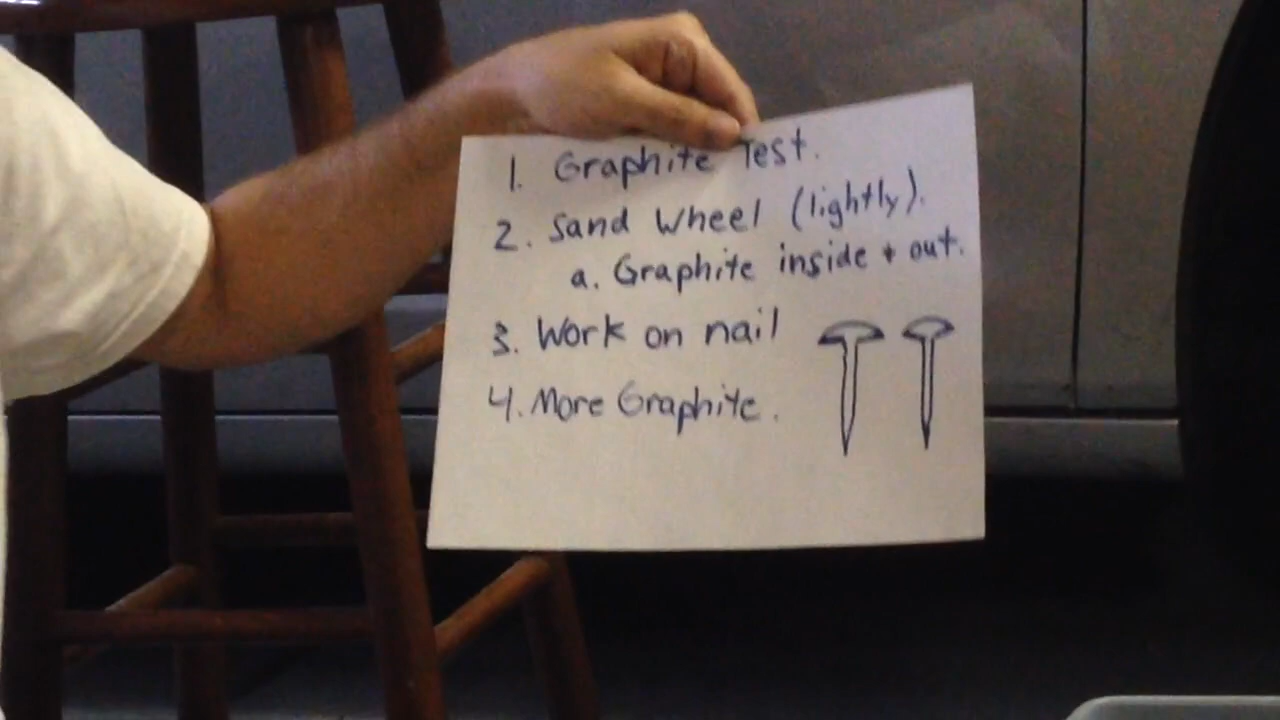 1. Graphite Test.
2. Sand Wheel (lightly).
a. Graphite inside + out.
3. Work on nail
4. More Graphite.